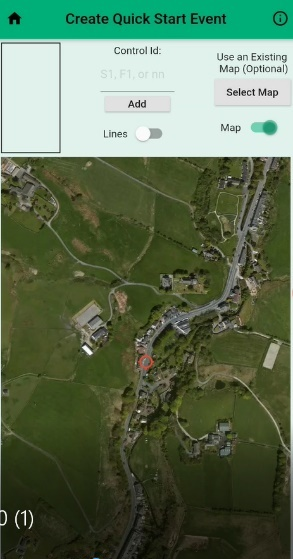 Create Quick Start Event
Control Id:
S1, F1, or nn
Add
Lines
Use an Existing
Map (Optional)
Select Map
Map
0 (1)